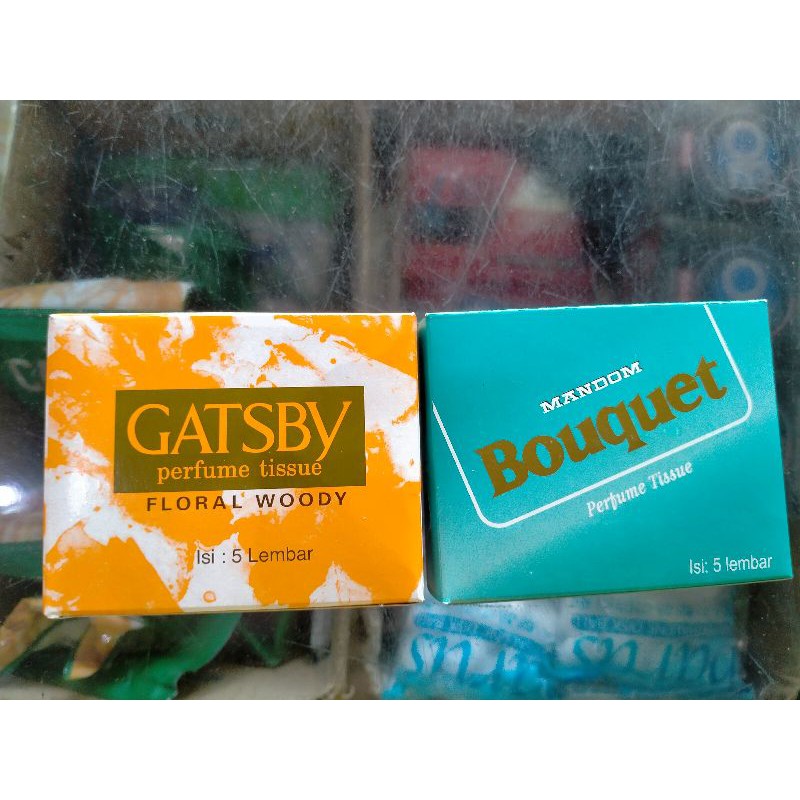 GATSBY
perfume tissue
FLORAL WOODY
Isi : 5 Lembar
MANDOM
Bouquet
Perfume Tissue
Isi: 5 lembar